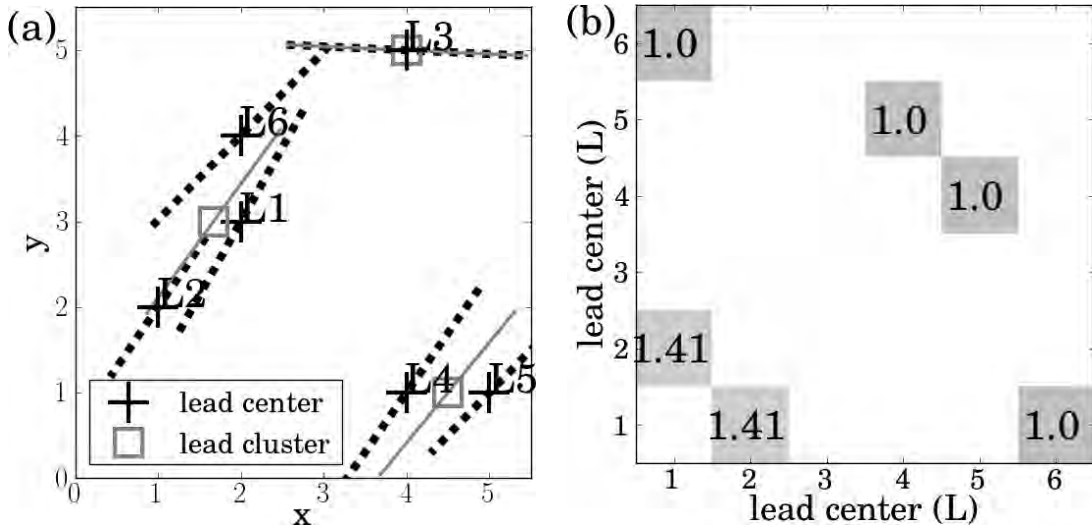 (a)
L3
L6
L1
L2
L4
L5
lead center
lead cluster
y
5
4
3
2
1
0
0 1 2 3 4 5
x
(b)
1.0
1.0
1.0
1.41
1.41 1.0
lead center (L)
6
5
4
3
2
1
1 2 3 4 5 6
lead center (L)